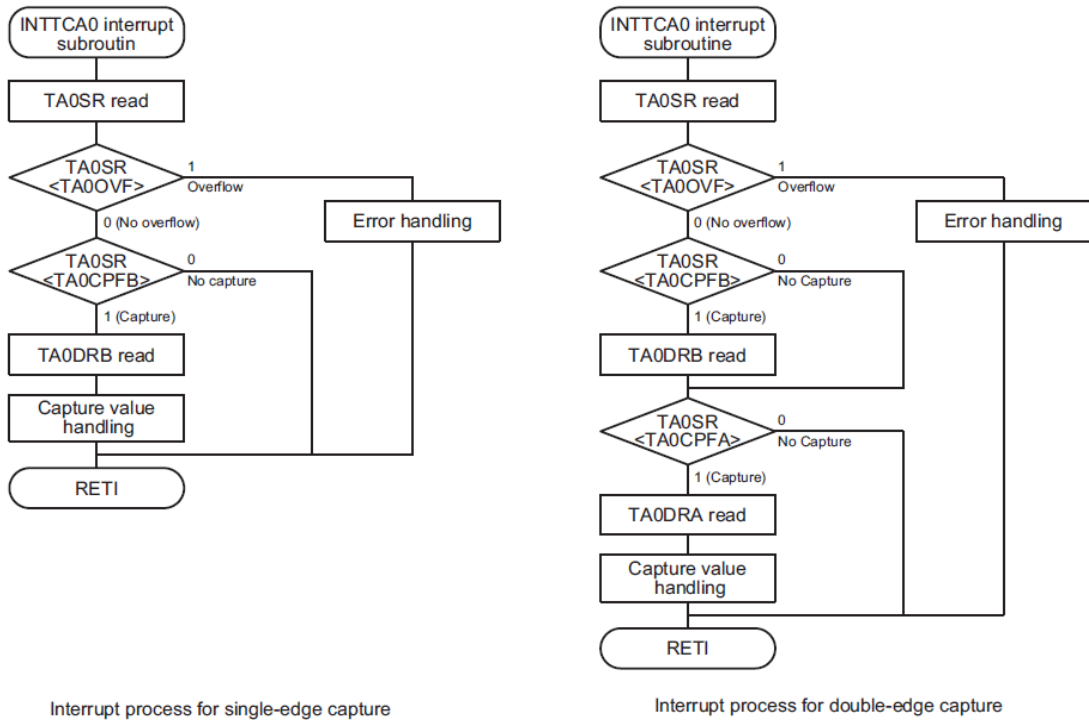 INTTCA0 interrupt
subroutin
TA0SR read
TA0SR
<TA0OVF>
1
Overflow
0 (No overflow)
Error handling
TA0SR
<TA0CPFB>
0
No capture
1 (Capture)
TA0DRB read
Capture value
handling
RETI
Interrupt process for single-edge capture
INTTCA0 interrupt
subroutine
TA0SR read
TA0SR
<TA0OVF>
1
Overflow
0 (No overflow)
Error handling
TA0SR
<TA0CPFB>
0
No Capture
1 (Capture)
TA0DRB read
TA0SR
<TA0CPFA>
0
No Capture
1 (Capture)
TA0DRA read
Capture value
handling
RETI
Interrupt process for double-edge capture